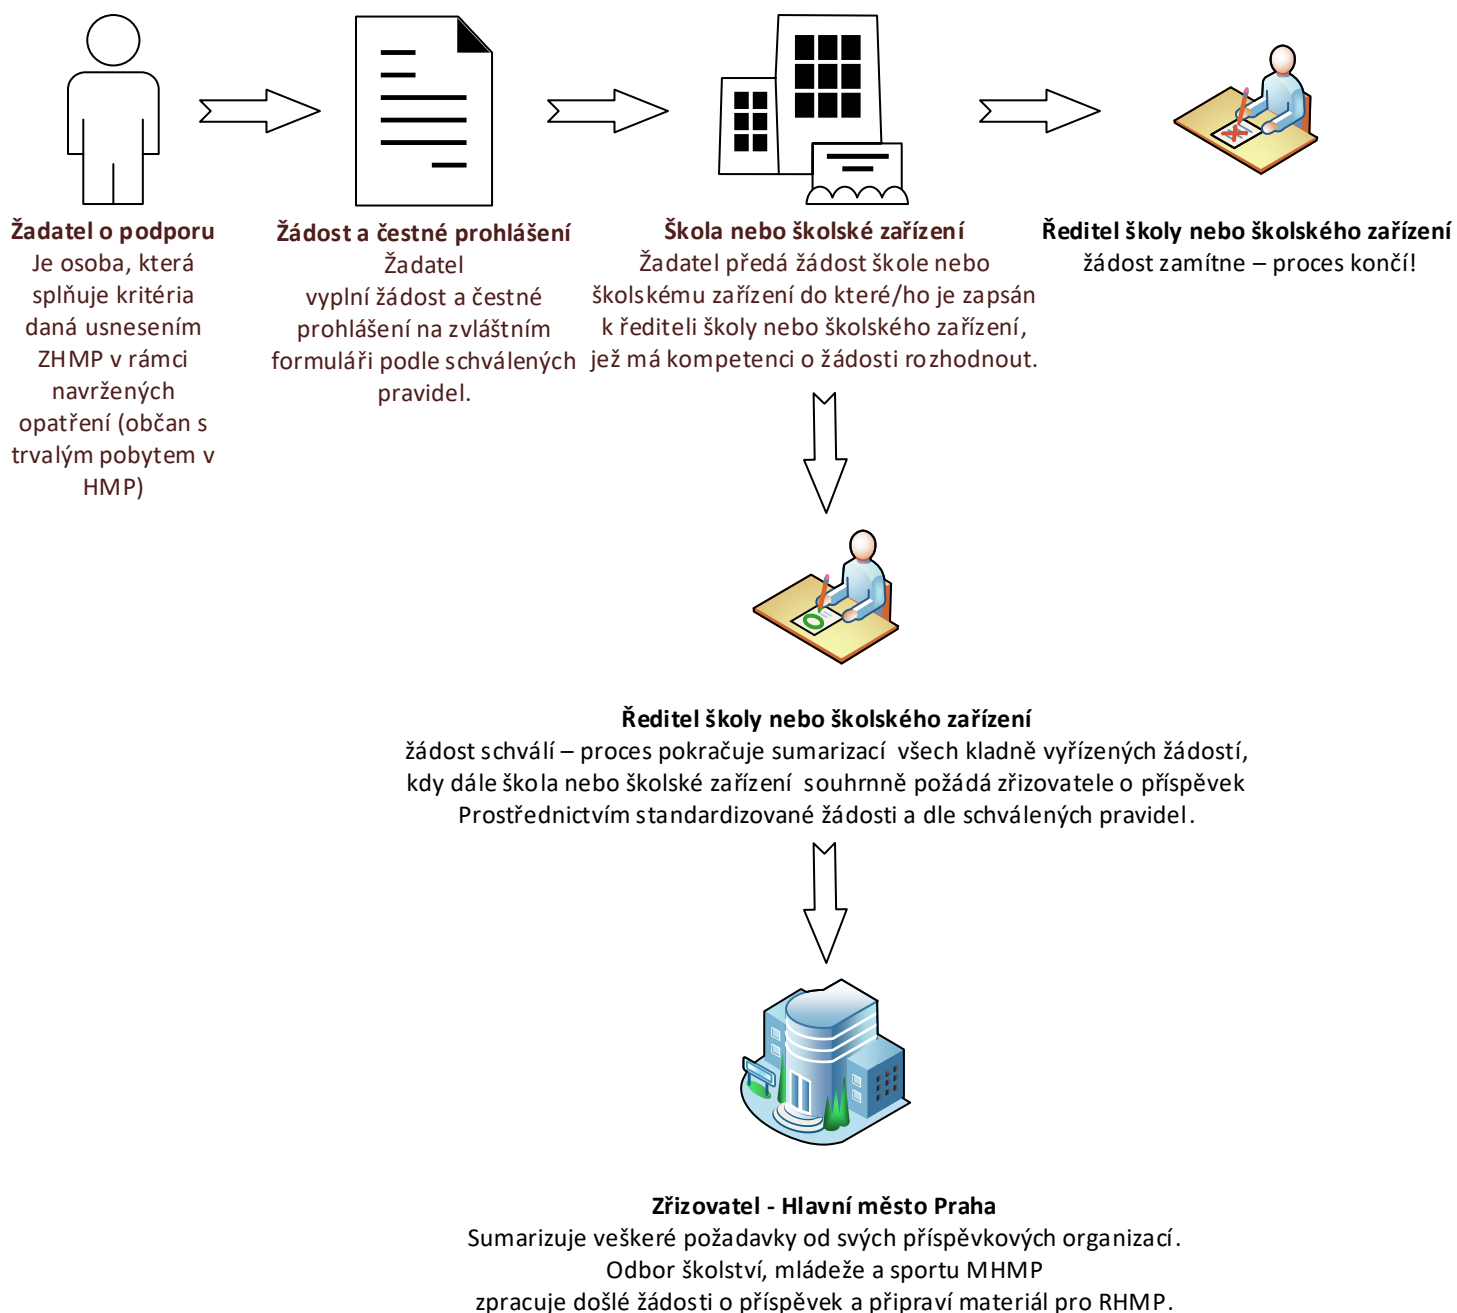 Žadatel o podporu
Je osoba, která
splňuje kritéria
daná usnesením
ZHMP v rámci
navržených
opatření (občan s
trvalým pobytem v
HMP)
Žádost a čestné prohlášení
Žadatel
vyplní žádost a čestné
prohlášení na zvláštním
formuláři podle schválených
pravidel.
Škola nebo školské zařízení
Žadatel předá žádost škole nebo
školskému zařízení do které/ho je zapsán
k řediteli školy nebo školského zařízení,
jež má kompetenci o žádosti rozhodnout.
Ředitel školy nebo školského zařízení
žádost zamítne – proces končí!
Ředitel školy nebo školského zařízení
žádost schválí – proces pokračuje sumarizací všech kladně vyřízených žádostí,
kdy dále škola nebo školské zařízení souhrnně požádá zřizovatele o příspěvek
Prostřednictvím standardizované žádosti a dle schválených pravidel.
Zřizovatel - Hlavní město Praha
Sumarizuje veškeré požadavky od svých příspěvkových organizací.
Odbor školství, mládeže a sportu MHMP
zpracuje došlé žádosti o příspěvek a připraví materiál pro RHMP.